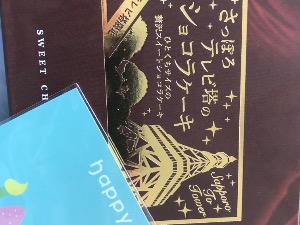 さっぽろ
テレビ塔の
ショコラケーキ
ひとくちサイズの
贅沢スイートショコラケーキ
Sapporo
Tower
SWEET CH
happy